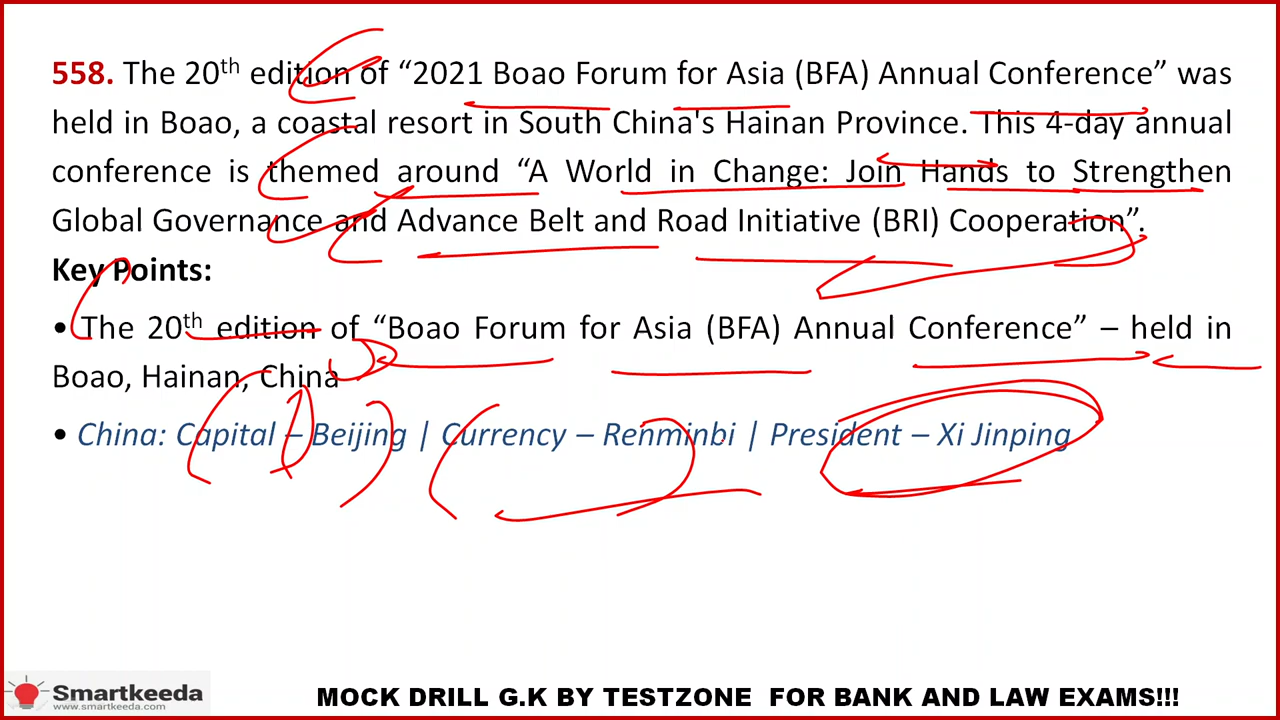 558. The 20th edition of “2021 Boao Forum for Asia (BFA) Annual Conference” was
held in Boao, a coastal resort in South China's Hainan Province. This 4-day annual
conference is themed around “A World in Change: Join Hands to Strengthen
Global Governance and Advance Belt and Road Initiative (BRI) Cooperation”.
Key Points:
• The 20th edition of “Boao Forum for Asia (BFA) Annual Conference” – held in
Boao, Hainan, China
• China: Capital – Beijing | Currency – Renminbi | President – Xi Jinping
Smartkeeda
www.smartkeeda.com
MOCK DRILL G.K BY TESTZONE FOR BANK AND LAW EXAMS!!!